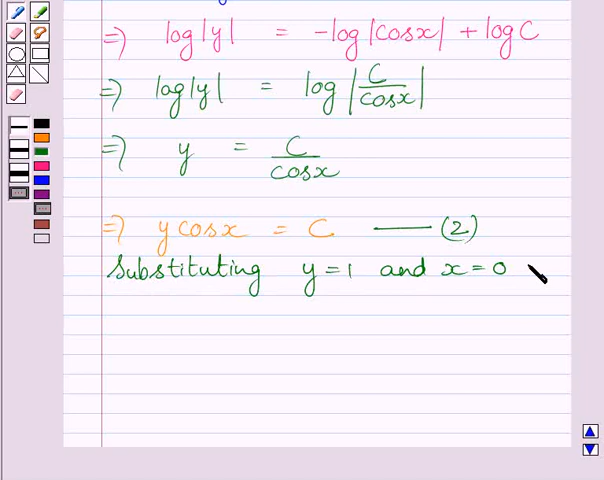 => log|y| = -log|cosx| + logC
=> log|y| = log|C/cosx|
=> y = C/cosx
=> ycosx = C —— (2)
Substituting y=1 and x=0